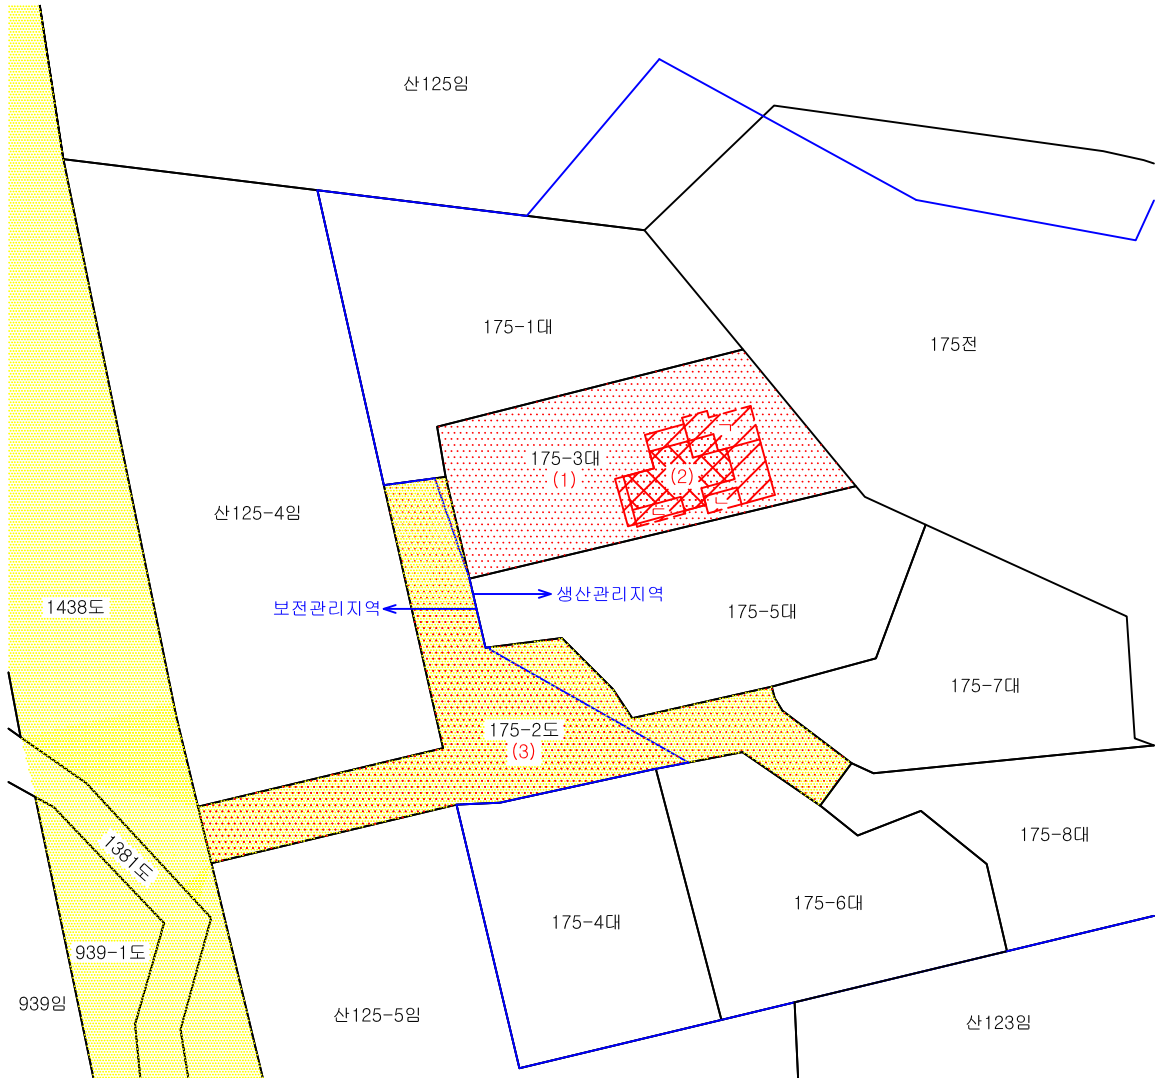 산125임
175-1대
175전
175-3대
(1)
(2)
ㄱ
ㄴ
ㄷ
산125-4임
1438도
보전관리지역
생산관리지역
175-5대
175-7대
175-2도
(3)
175-8대
1381도
175-6대
175-4대
939-1도
939임
산125-5임
산123임